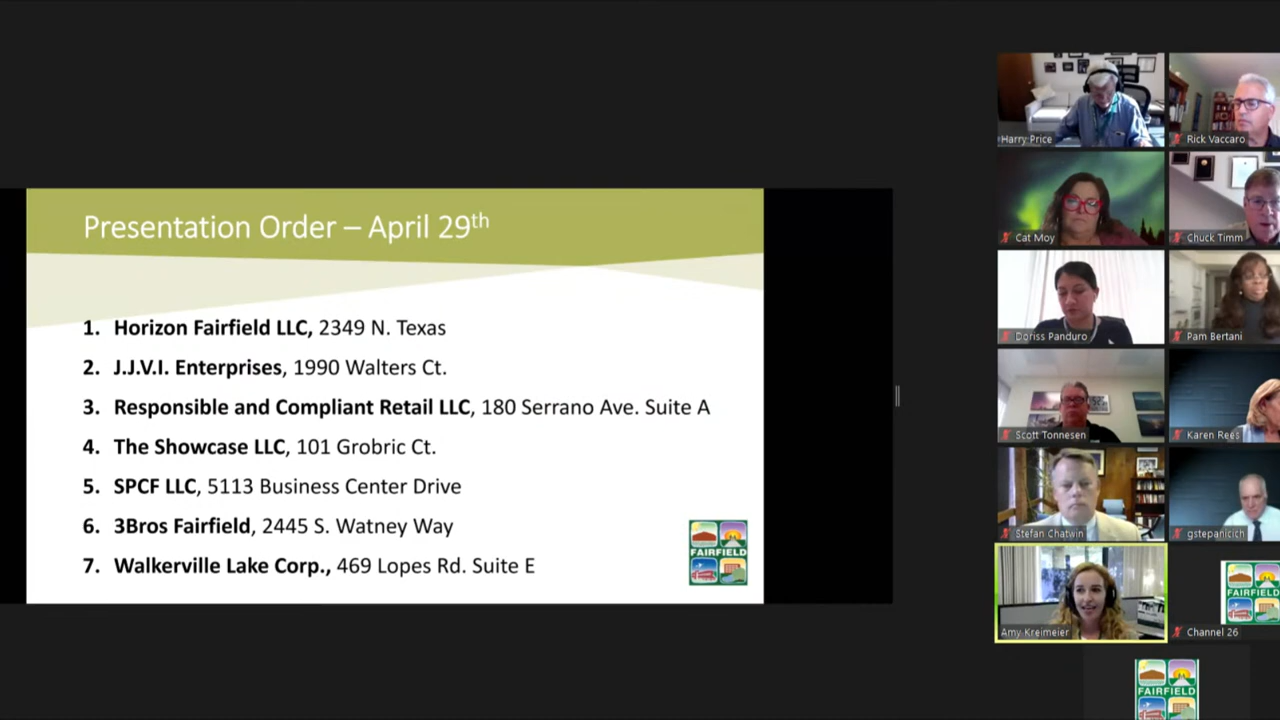 Presentation Order – April 29th
1. Horizon Fairfield LLC, 2349 N. Texas
2. J.J.V.I. Enterprises, 1990 Walters Ct.
3. Responsible and Compliant Retail LLC, 180 Serrano Ave. Suite A
4. The Showcase LLC, 101 Grobric Ct.
5. SPCF LLC, 5113 Business Center Drive
6. 3Bros Fairfield, 2445 S. Watney Way
7. Walkerville Lake Corp., 469 Lopes Rd. Suite E
FAIRFIELD
Harry Price
Rick Vaccaro
Cat Moy
Chuck Timm
Doriss Panduro
Pam Bertani
Scott Tonnesen
Karen Rees
Stefan Chatwin
gstepanicich
Amy Kreimeier
FAIRFIELD
Channel 26
FAIRFIELD